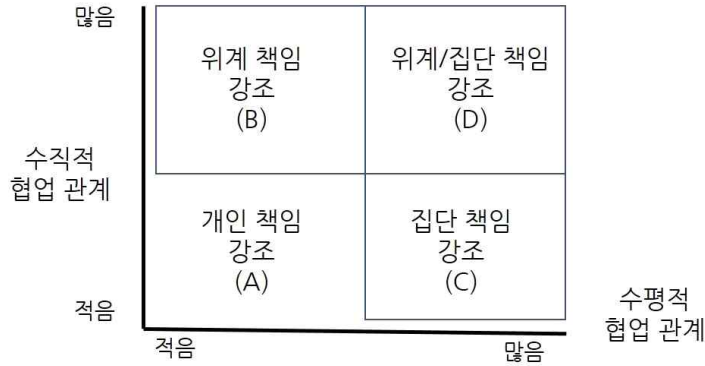 많음
위계 책임
강조
(B)
위계/집단 책임
강조
(D)
수직적
협업 관계
개인 책임
강조
(A)
집단 책임
강조
(C)
적음
수평적
협업 관계
적음
많음